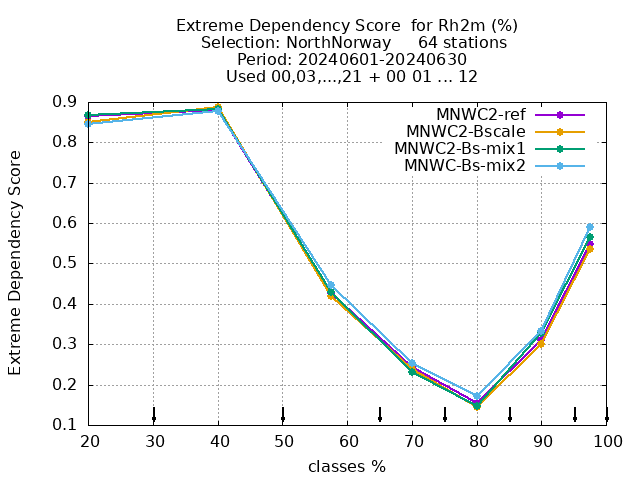 Extreme Dependency Score  for Rh2m (%)
Selection: NorthNorway     64 stations
Period: 20240601-20240630
Used 00,03,...,21 + 00 01 ... 12
MNWC2-ref
MNWC2-Bscale
MNWC2-Bs-mix1
MNWC-Bs-mix2
Extreme Dependency Score
0.9
0.8
0.7
0.6
0.5
0.4
0.3
0.2
0.1
20 30 40 50 60 70 80 90 100
classes %